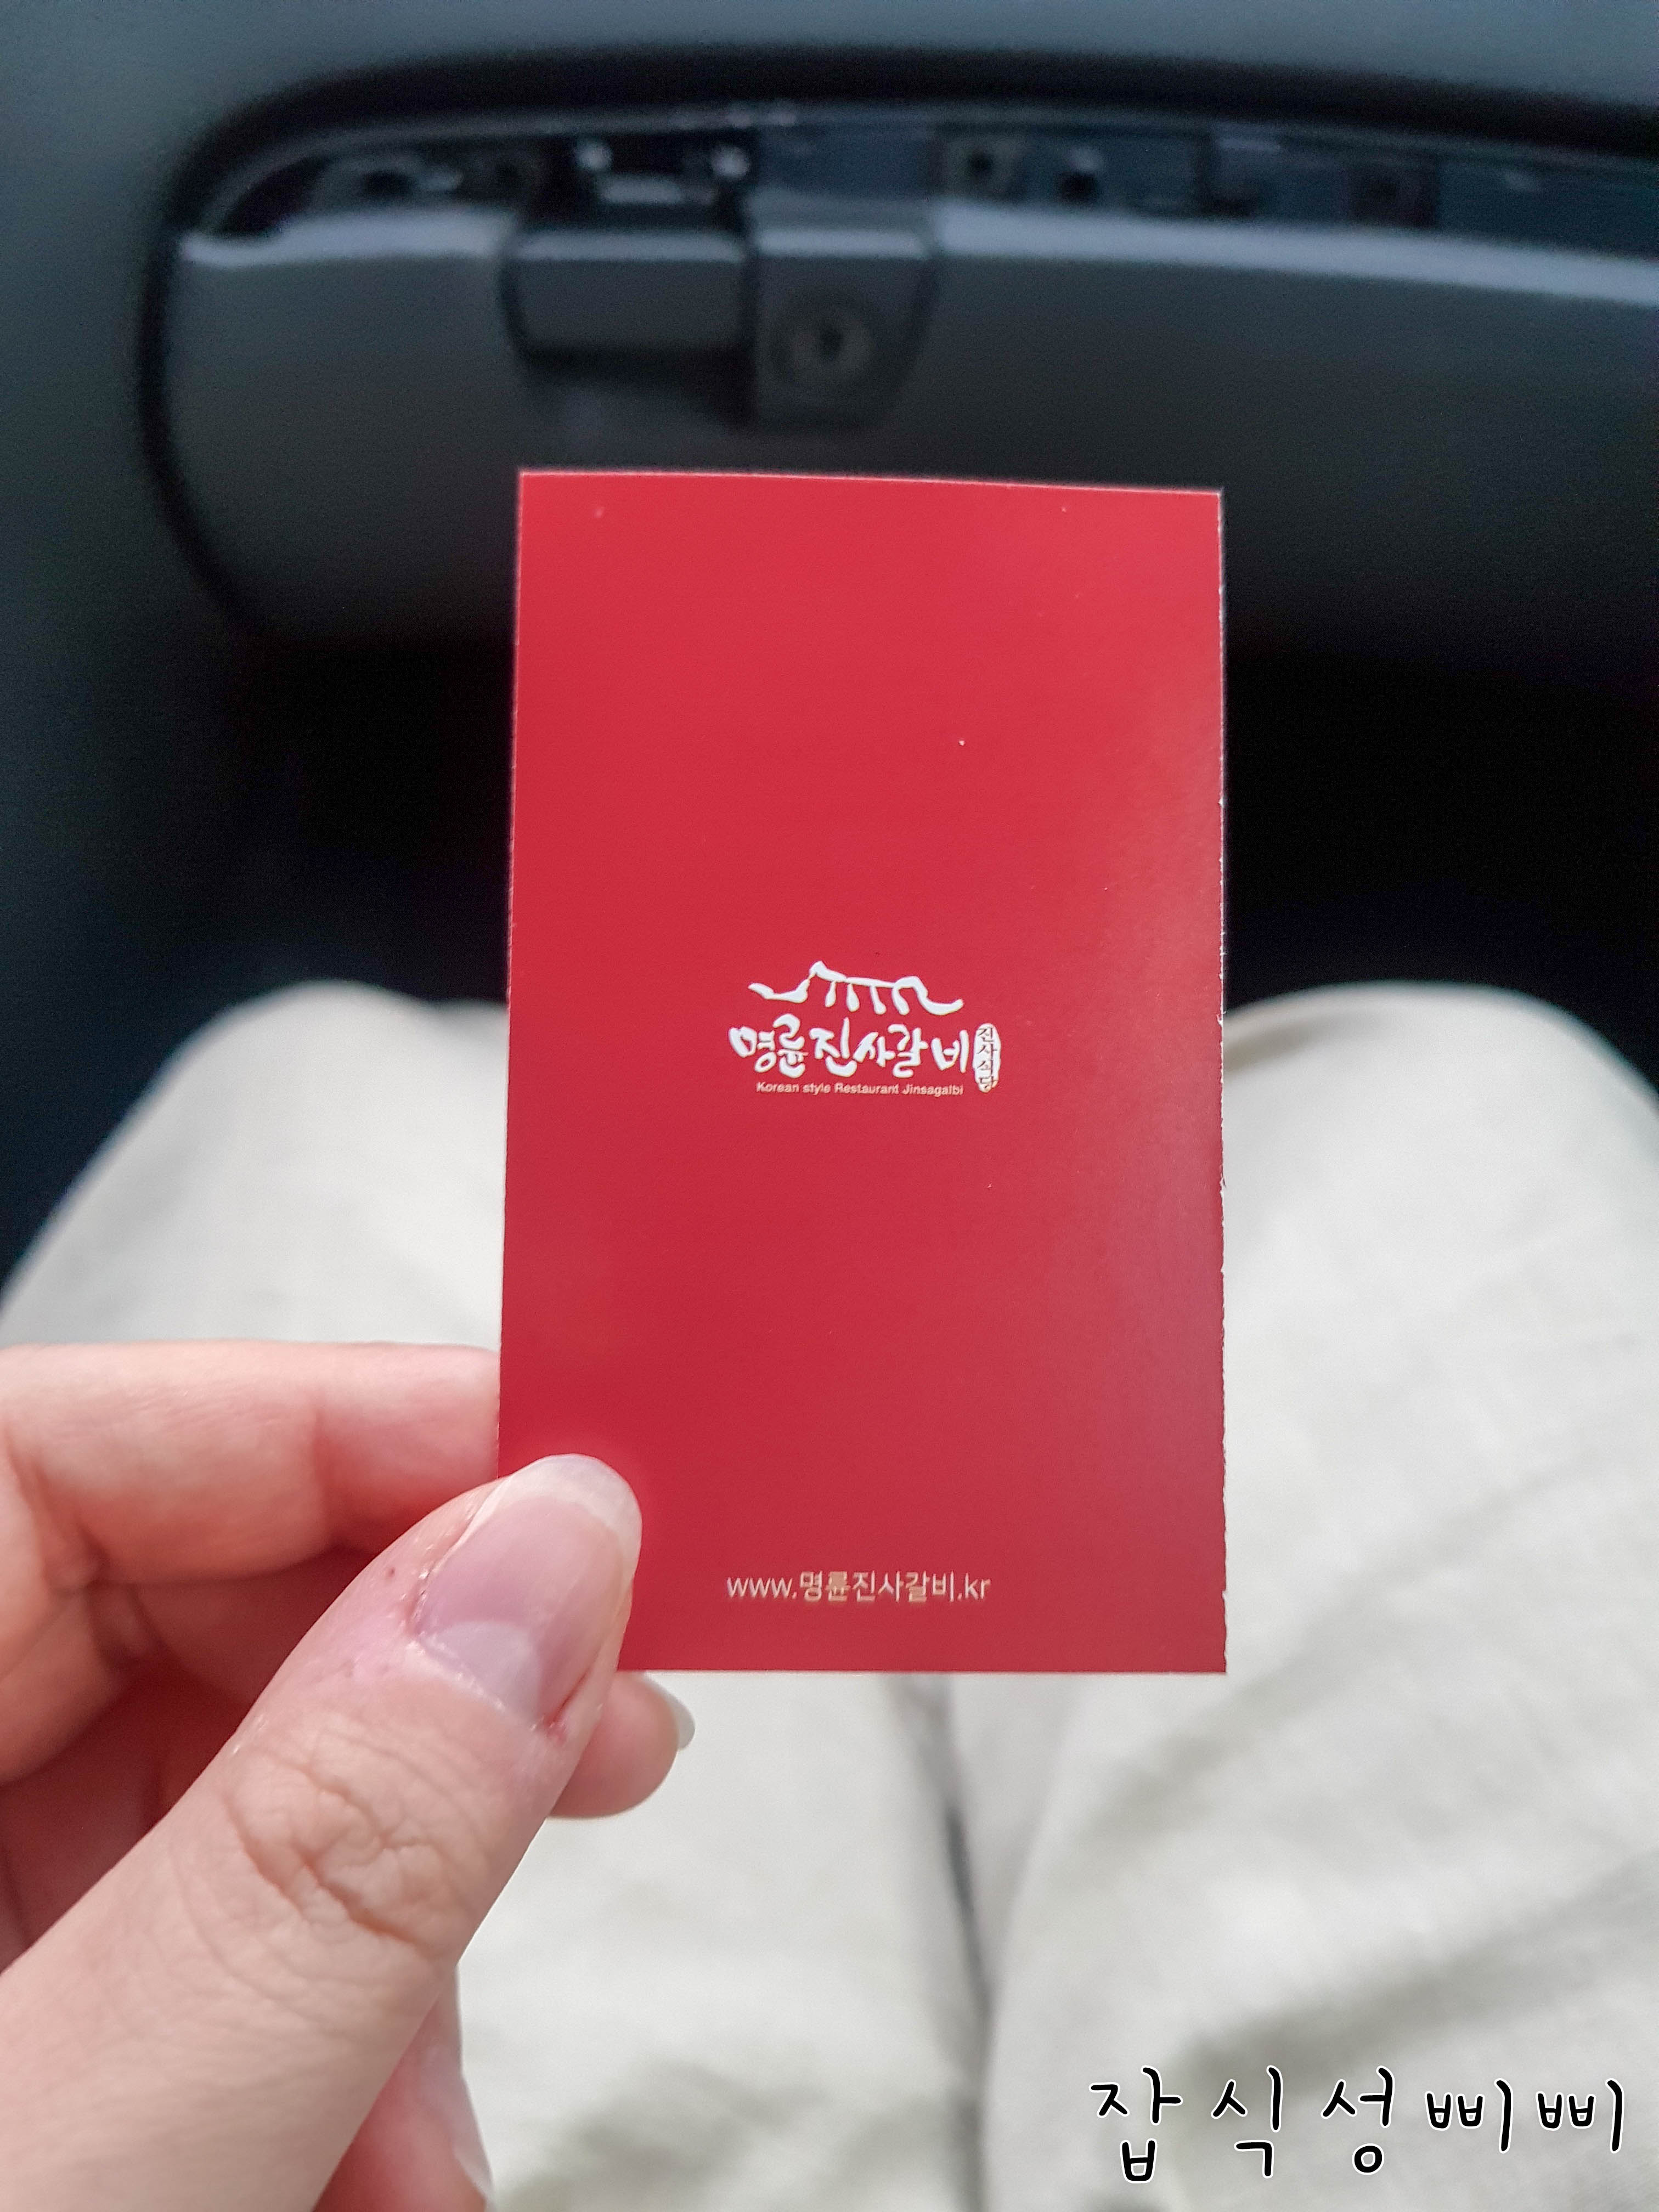 명륜진사갈비
진사식당
Korean style Restaurant Jinsagalbi
www.명륜진사갈비.kr
잡식성삐삐